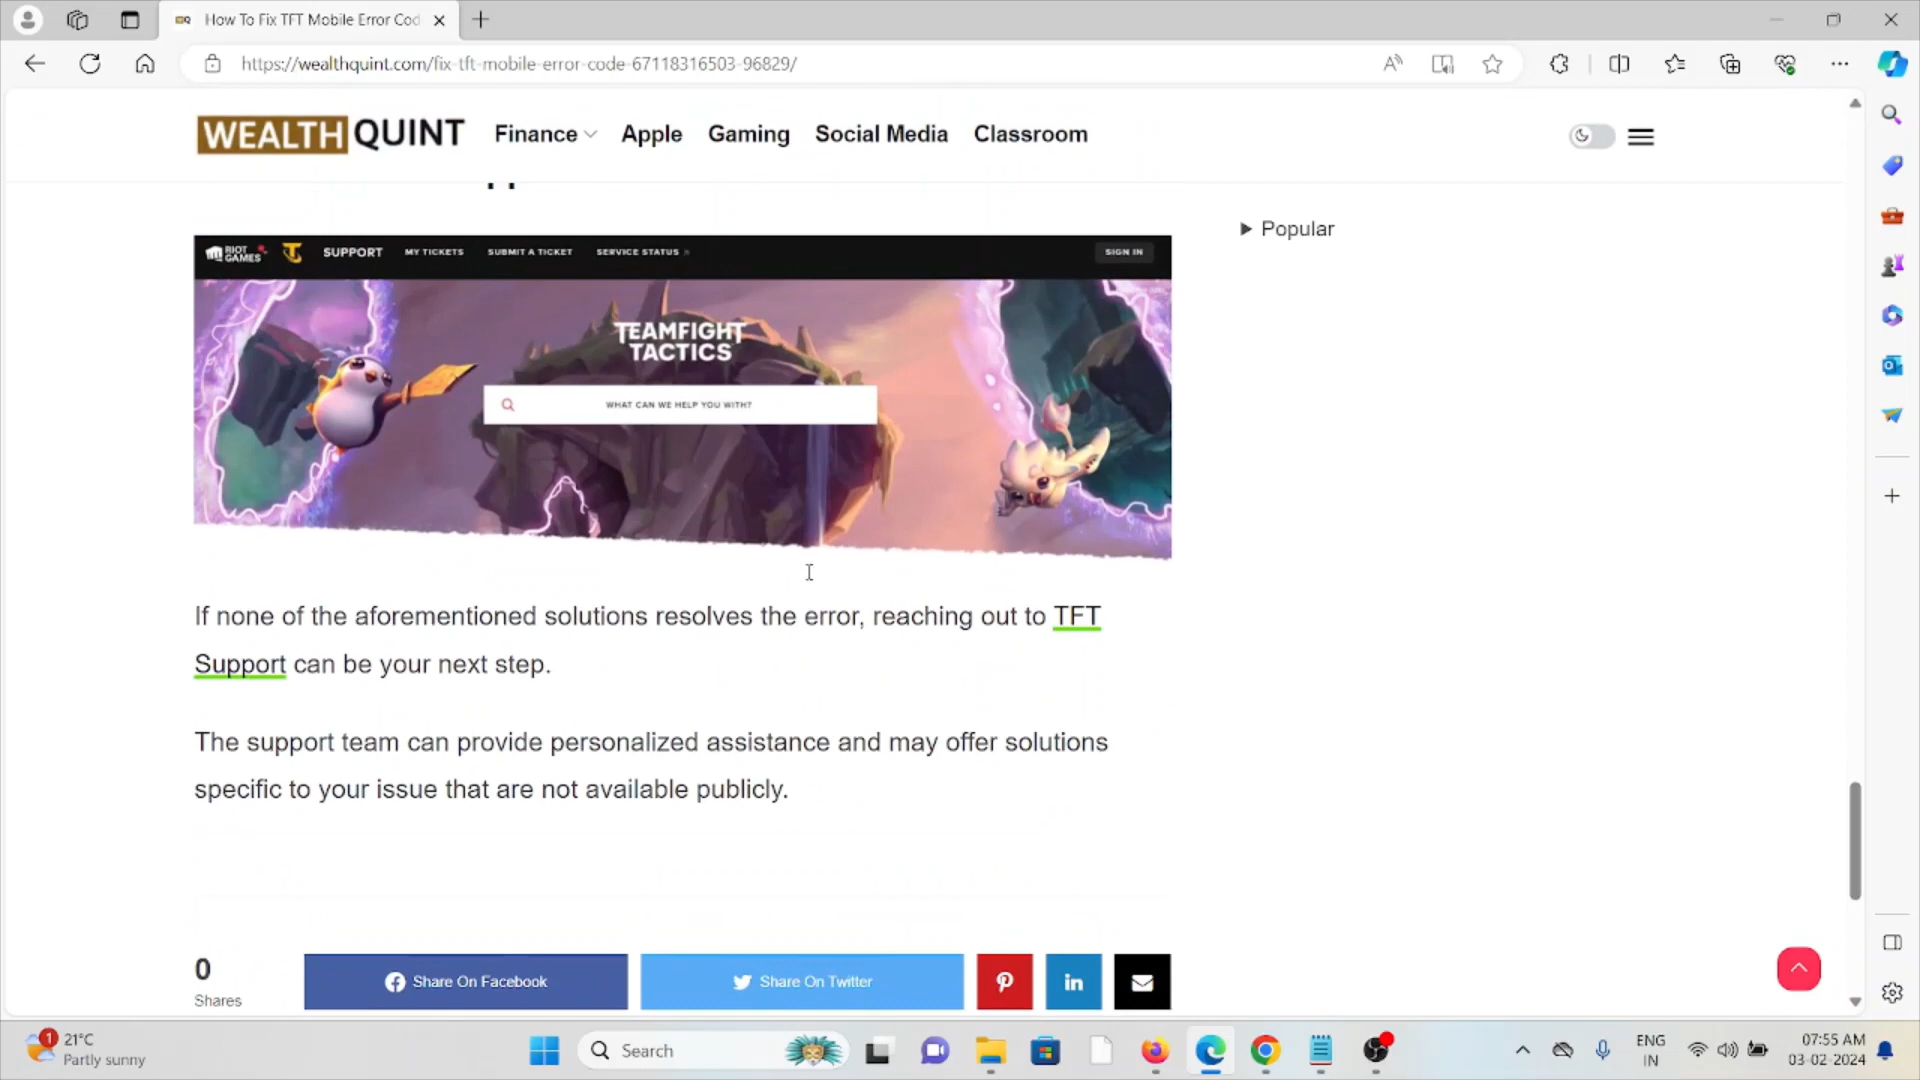 How To Fix TFT Mobile Error Cod
https://wealthquint.com/fix-tft-mobile-error-code-67118316503-96829/
WEALTH QUINT
Finance
Apple
Gaming
Social Media
Classroom
Popular
RIOT GAMES
SUPPORT
MY TICKETS
SUBMIT A TICKET
SERVICE STATUS
SIGN IN
TEAMFIGHT
TACTICS
WHAT CAN WE HELP YOU WITH?
If none of the aforementioned solutions resolves the error, reaching out to TFT
Support can be your next step.
The support team can provide personalized assistance and may offer solutions
specific to your issue that are not available publicly.
0
Shares
Share On Facebook
Share On Twitter
1
21°C
Partly sunny
Search
ENG
IN
07:55 AM
03-02-2024